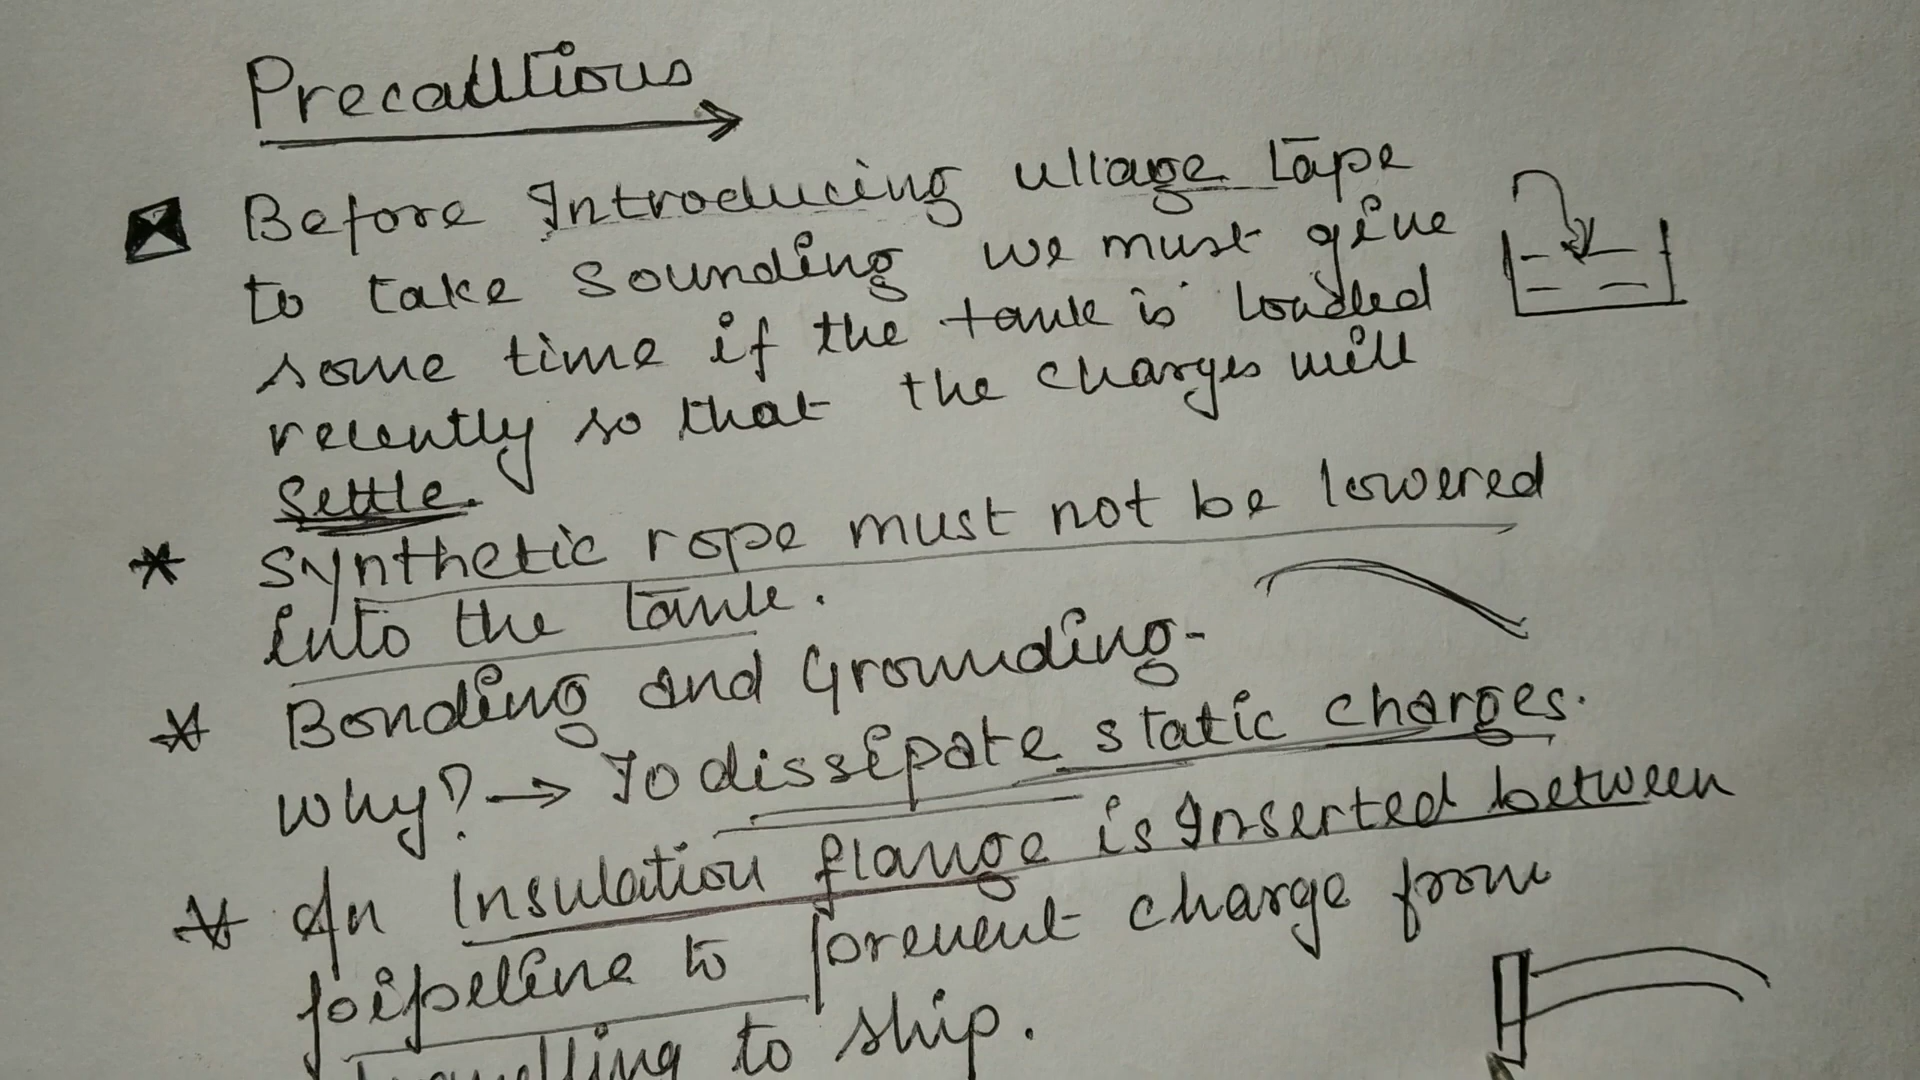 Precautions
Before Introducing ullage tape
to take sounding we must give
some time if the tank is loaded
recently so that the charges will
settle.
* Synthetic rope must not be lowered
into the tank.
* Bonding and Grounding-
why? → To dissipate static charges.
* An Insulation flange is Inserted between
pipeline to prevent charge from
travelling to ship.